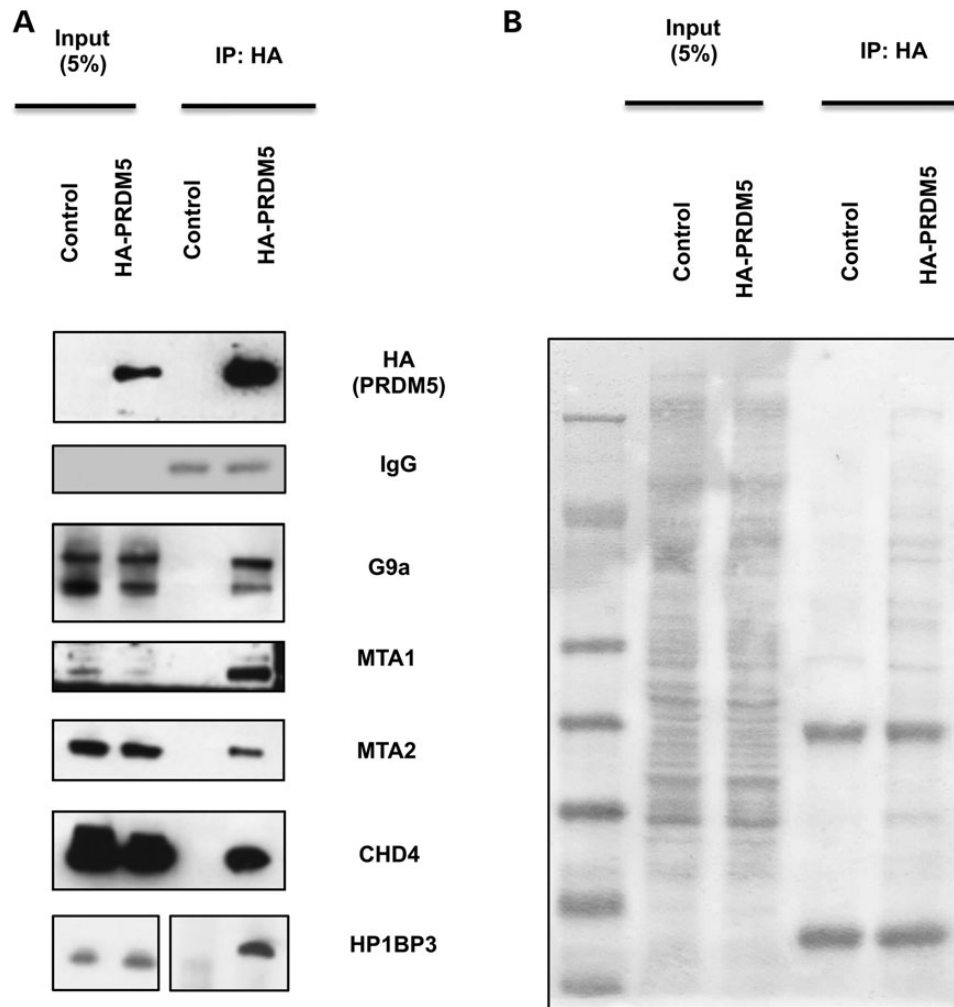 A
Input
(5%)
IP: HA
Control
HA-PRDM5
Control
HA-PRDM5
HA
(PRDM5)
IgG
G9a
MTA1
MTA2
CHD4
HP1BP3
B
Input
(5%)
IP: HA
Control
HA-PRDM5
Control
HA-PRDM5